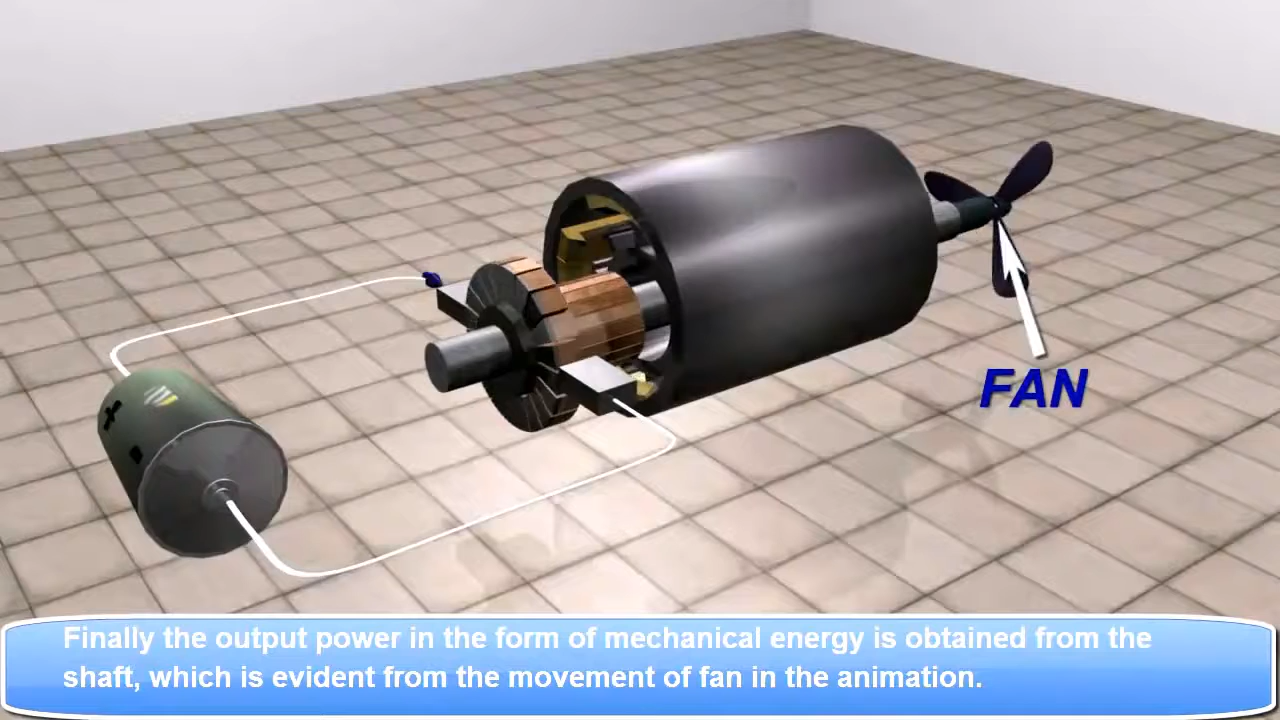 FAN
Finally the output power in the form of mechanical energy is obtained from the
shaft, which is evident from the movement of fan in the animation.